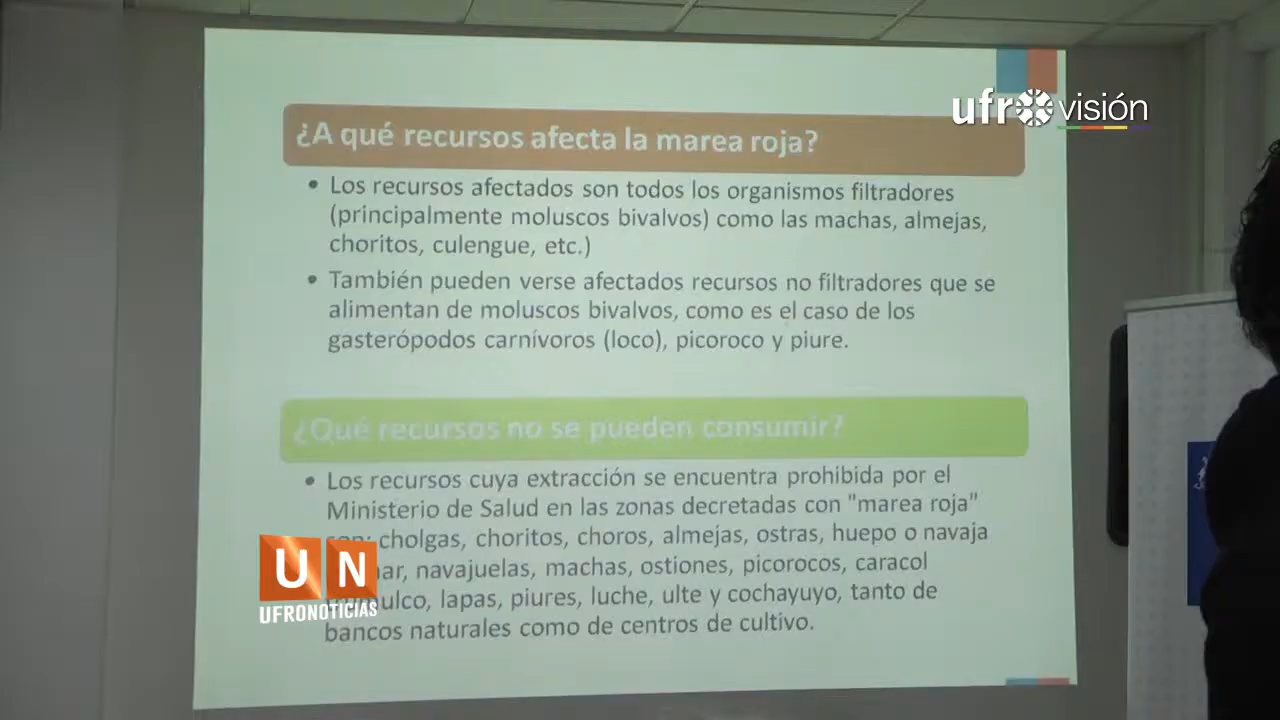 ufro visión
¿A qué recursos afecta la marea roja?
• Los recursos afectados son todos los organismos filtradores
(principalmente moluscos bivalvos) como las machas, almejas,
choritos, culengue, etc.)
• También pueden verse afectados recursos no filtradores que se
alimentan de moluscos bivalvos, como es el caso de los
gasterópodos carnívoros (loco), picoroco y piure.
¿Qué recursos no se pueden consumir?
• Los recursos cuya extracción se encuentra prohibida por el
Ministerio de Salud en las zonas decretadas con "marea roja"
cholgas, choritos, choros, almejas, ostras, huepo o navaja
navajuelas, machas, ostiones, picorocos, caracol
lapas, piures, luche, ulte y cochayuyo, tanto de
bancos naturales como de centros de cultivo.
UN
UFRONOTICIAS